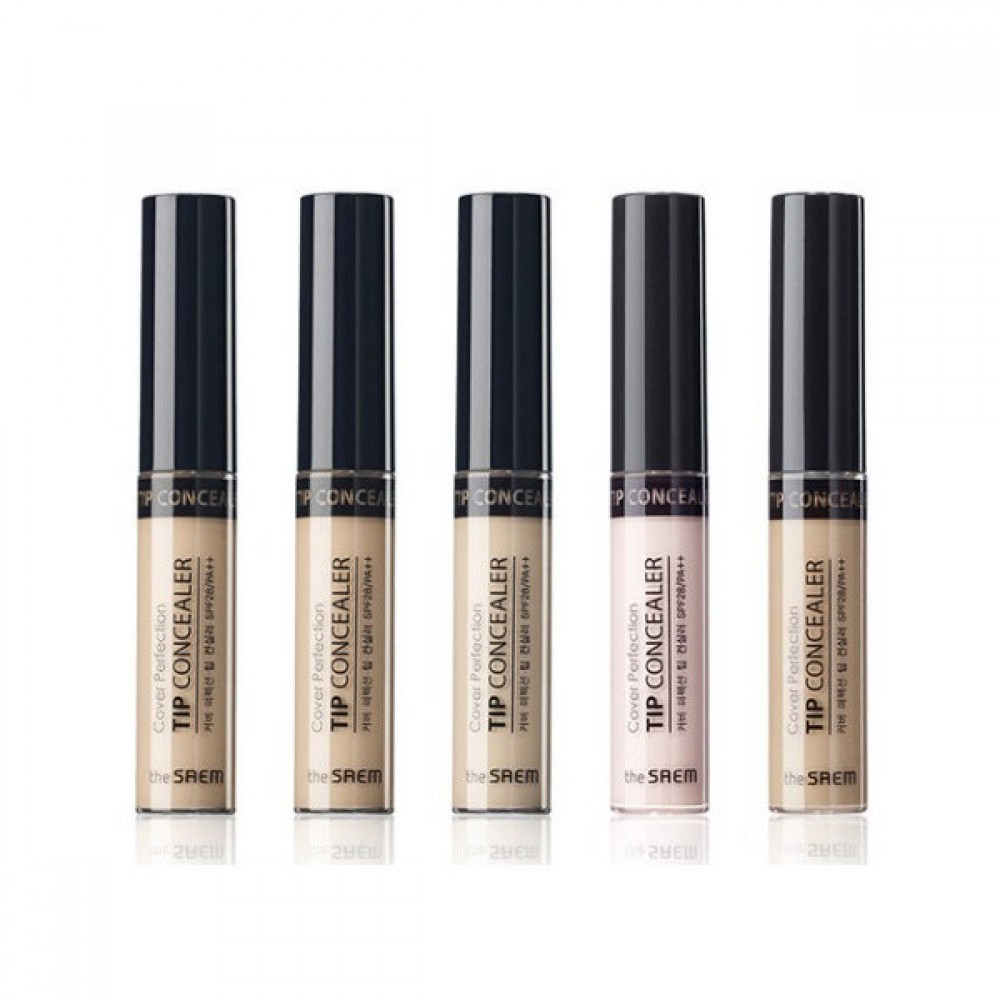 TIP CONCEAL
Cover Perfection
TIP CONCEALER
커버 퍼펙션 팁 컨실러 SPF28/PA++
the SAEM
TIP CONCEAL
Cover Perfection
TIP CONCEALER
커버 퍼펙션 팁 컨실러 SPF28/PA++
the SAEM
TIP CONCEAL
Cover Perfection
TIP CONCEALER
커버 퍼펙션 팁 컨실러 SPF28/PA++
the SAEM
TIP CONCEAL
Cover Perfection
TIP CONCEALER
커버 퍼펙션 팁 컨실러 SPF28/PA++
the SAEM
TIP CONCEAL
Cover Perfection
TIP CONCEALER
커버 퍼펙션 팁 컨실러 SPF28/PA++
the SAEM